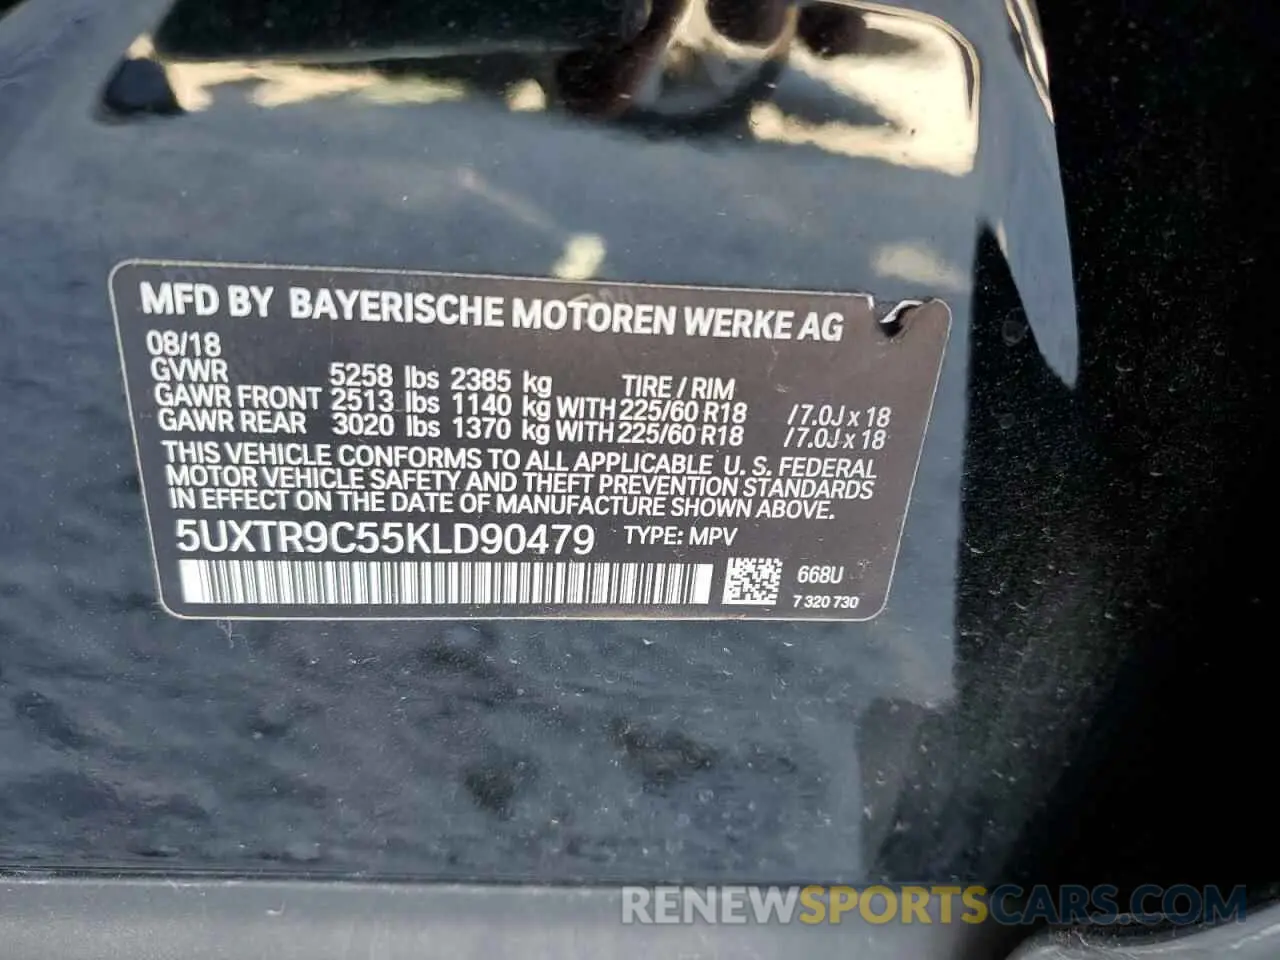 MFD BY BAYERISCHE MOTOREN WERKE AG
08/18
GVWR 5258 lbs 2385 kg TIRE / RIM
GAWR FRONT 2513 lbs 1140 kg WITH 225/60 R18 / 7.0J x 18
GAWR REAR 3020 lbs 1370 kg WITH 225/60 R18 / 7.0J x 18
THIS VEHICLE CONFORMS TO ALL APPLICABLE U. S. FEDERAL
MOTOR VEHICLE SAFETY AND THEFT PREVENTION STANDARDS
IN EFFECT ON THE DATE OF MANUFACTURE SHOWN ABOVE.
5UXTR9C55KLD90479 TYPE: MPV
668U
7 320 730
RENEWSPORTSCARS.COM